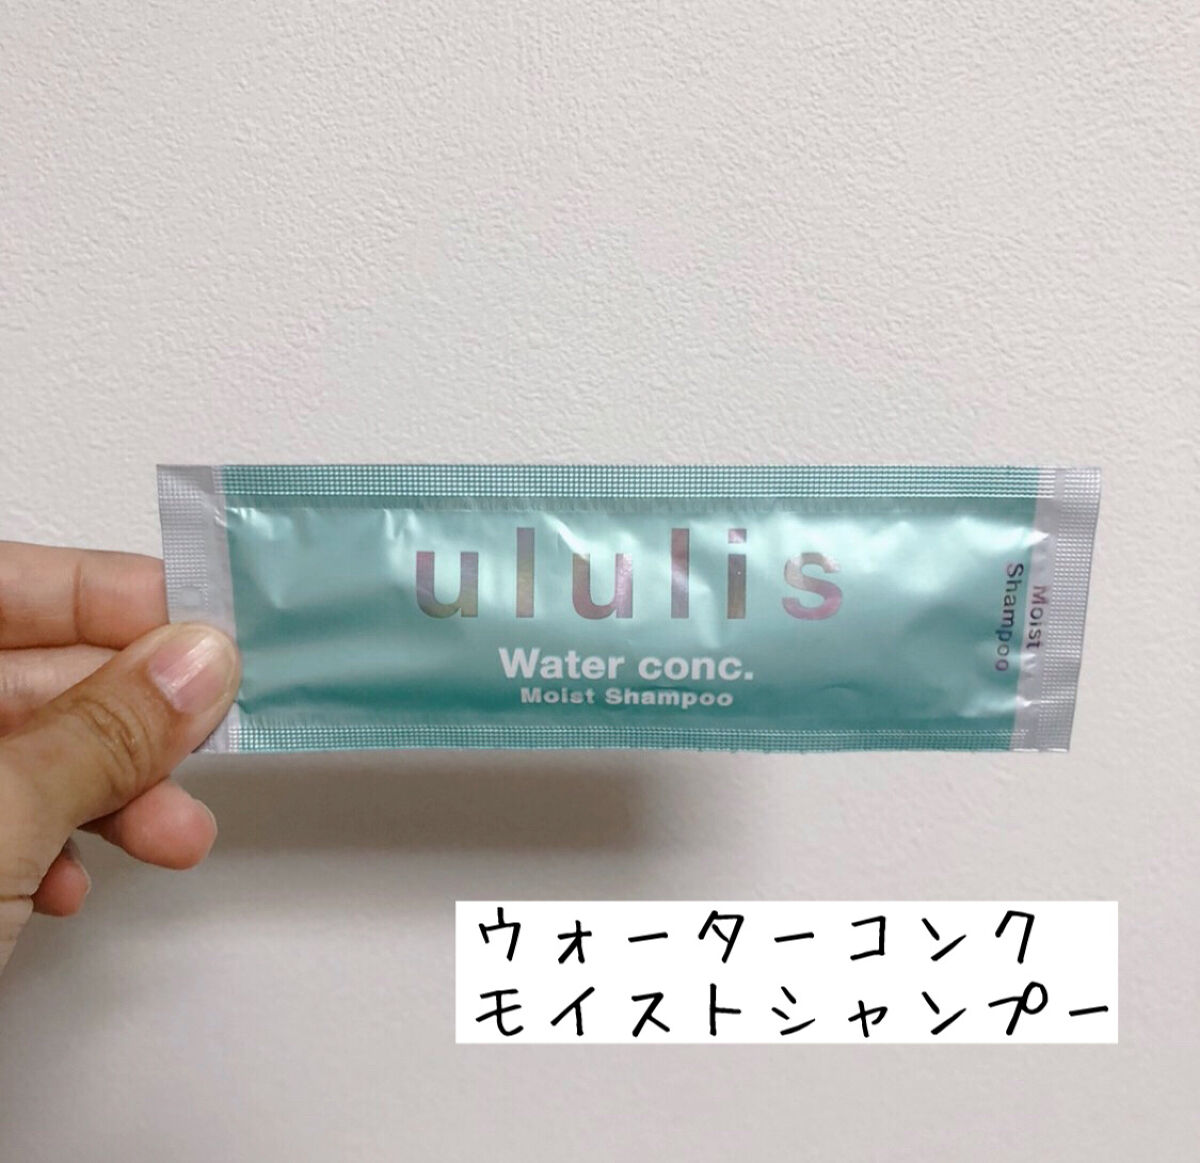 ululis
Water conc.
Moist Shampoo
Moist
Shampoo
ウォーターコンク
モイストシャンプー